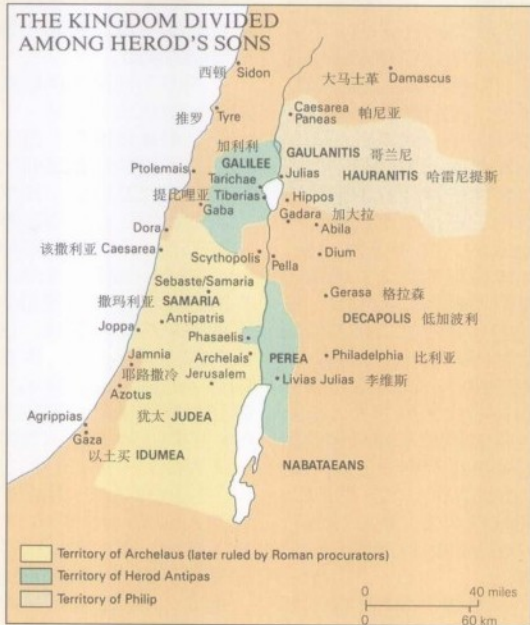 THE KINGDOM DIVIDED
AMONG HEROD'S SONS
西顿 Sidon
大马士革 Damascus
推罗 Tyre
Caesarea
Paneas 帕尼亚
加利利
GALILEE
GAULANITIS 哥兰尼
Ptolemais
Tarichae
Julias
HAURANITIS 哈雷尼提斯
提比哩亚 Tiberias
Hippos
Gaba
Gadara 加大拉
Dora
Abila
该撒利亚 Caesarea
Scythopolis
Pella
Dium
Sebaste/Samaria
撒玛利亚 SAMARIA
Gerasa 格拉森
Antipatris
DECAPOLIS 低加波利
Joppa
Phasaelis
Jamnia
Archelais
PEREA
Philadelphia 比利亚
耶路撒冷
Jerusalem
Livias Julias 李维斯
Azotus
Agrippias
犹太 JUDEA
Gaza
以土买 IDUMEA
NABATAEANS
Territory of Archelaus (later ruled by Roman procurators)
Territory of Herod Antipas
Territory of Philip
0 40 miles
0 60 km